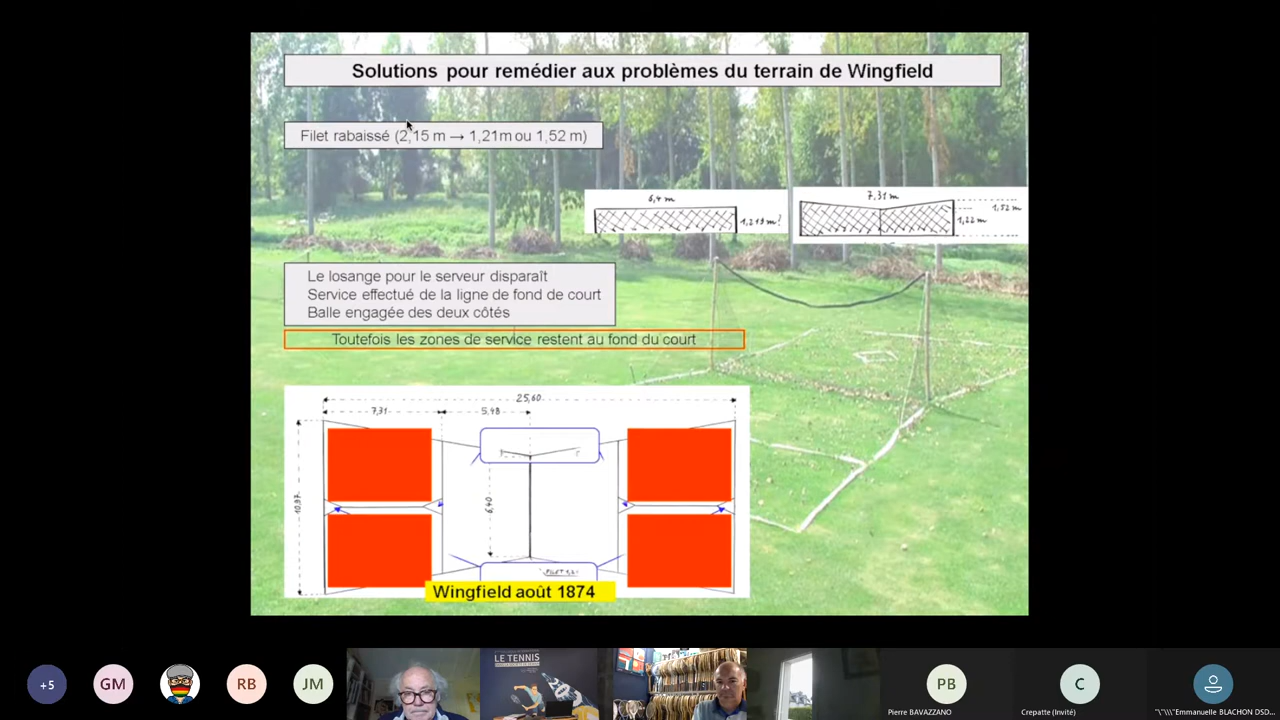 Solutions pour remédier aux problèmes du terrain de Wingfield
Filet rabaissé (2,15 m → 1,21m ou 1,52 m)
6,4 m
1,219m?
7,31 m
1,52 m
1,22 m
Le losange pour le serveur disparaît
Service effectué de la ligne de fond de court
Balle engagée des deux côtés
Toutefois les zones de service restent au fond du court
25,60
7,31
5,48
10,97
6,40
Wingfield août 1874
+5
GM
RB
JM
LE TENNIS
PB
Pierre BAVAZZANO
C
Crepatte (Invité)
"\"\\\"Emmanuelle BLACHON DSD...